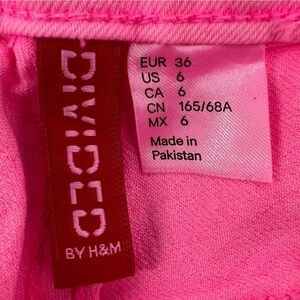 DIVIDED
BY H&M
EUR 36
US 6
CA 6
CN 165/68A
MX 6
Made in
Pakistan